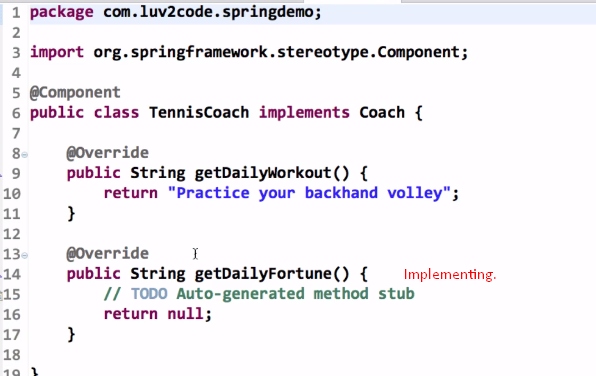 1 package com.luv2code.springdemo;
2
3 import org.springframework.stereotype.Component;
4
5 @Component
6 public class TennisCoach implements Coach {
7
8 @Override
9 public String getDailyWorkout() {
10 return "Practice your backhand volley";
11 }
12
13 @Override
14 public String getDailyFortune() { Implementing.
15 // TODO Auto-generated method stub
16 return null;
17 }
18
19 }